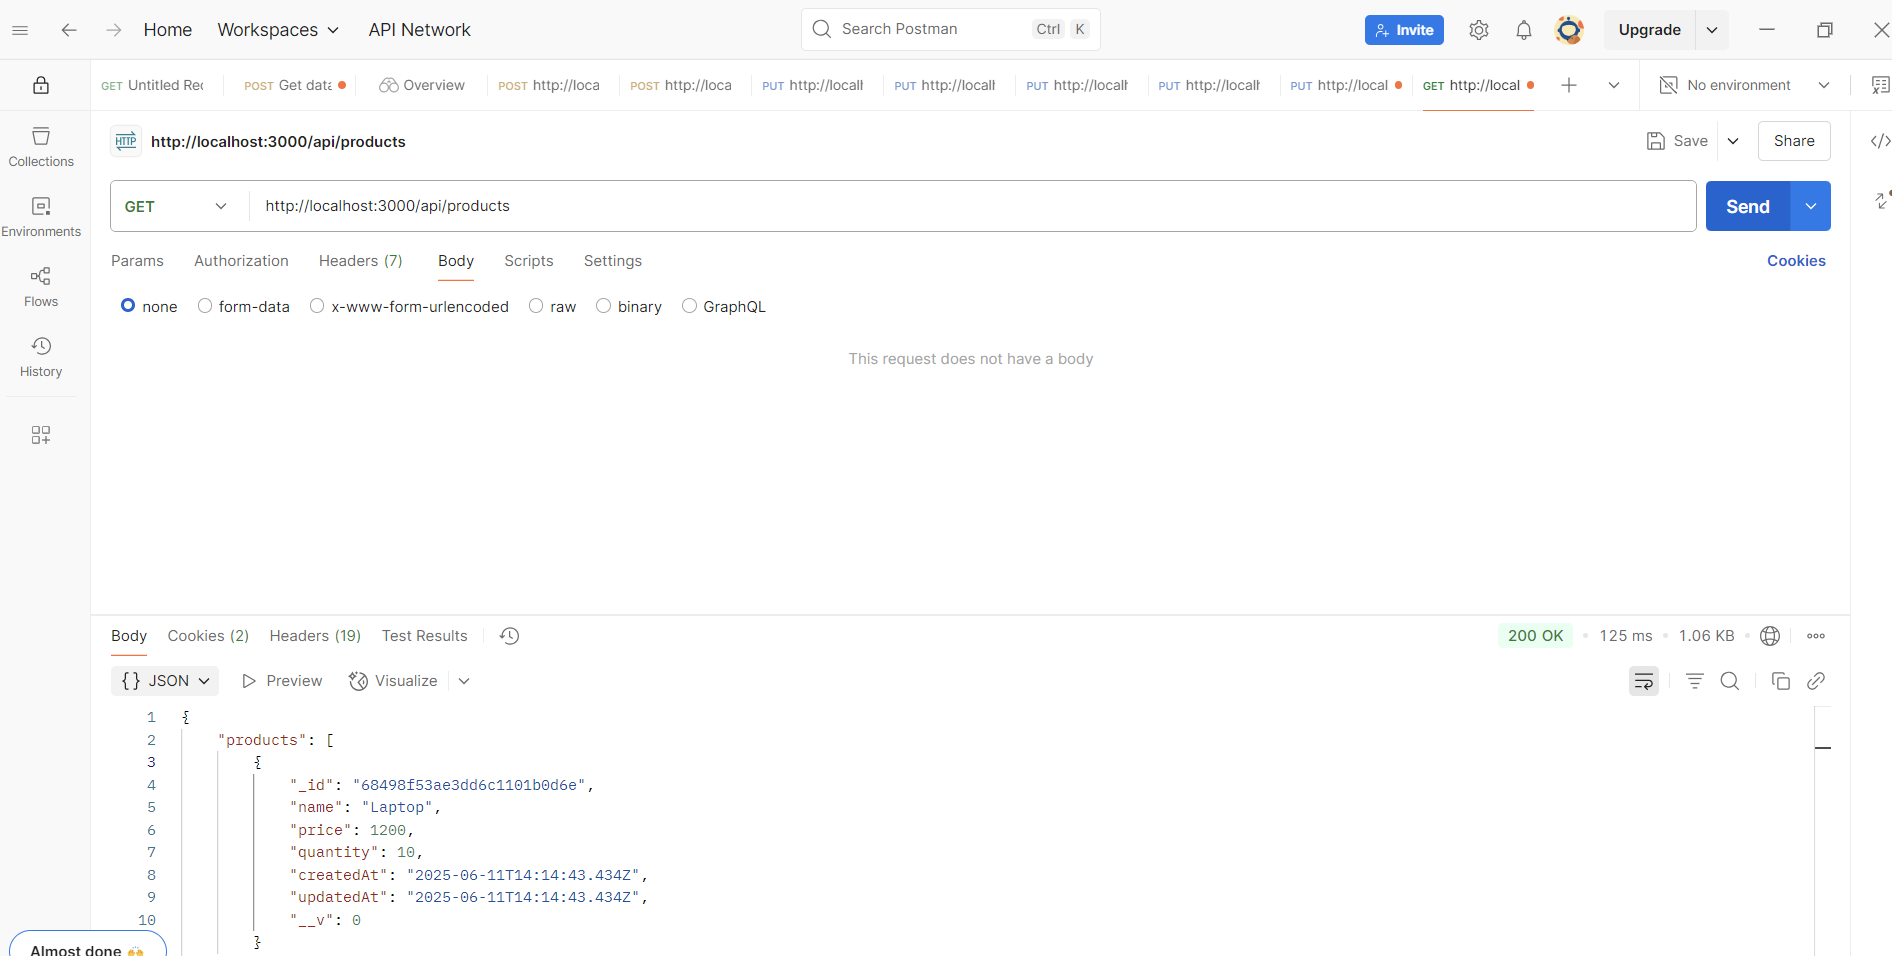 Home Workspaces API Network Search Postman Ctrl K Invite Upgrade
GET Untitled Rec POST Get data Overview POST http://loca POST http://loca PUT http://locall PUT http://locall PUT http://locall PUT http://locall PUT http://local GET http://local No environment
Collections
Environments
Flows
History
HTTP http://localhost:3000/api/products Save Share
GET http://localhost:3000/api/products Send
Params Authorization Headers (7) Body Scripts Settings Cookies
none form-data x-www-form-urlencoded raw binary GraphQL
This request does not have a body
Body Cookies (2) Headers (19) Test Results 200 OK 125 ms 1.06 KB
{} JSON Preview Visualize
1 {
2 "products": [
3 {
4 "_id": "68498f53ae3dd6c1101b0d6e",
5 "name": "Laptop",
6 "price": 1200,
7 "quantity": 10,
8 "createdAt": "2025-06-11T14:14:43.434Z",
9 "updatedAt": "2025-06-11T14:14:43.434Z",
10 "__v": 0
}
Almost done